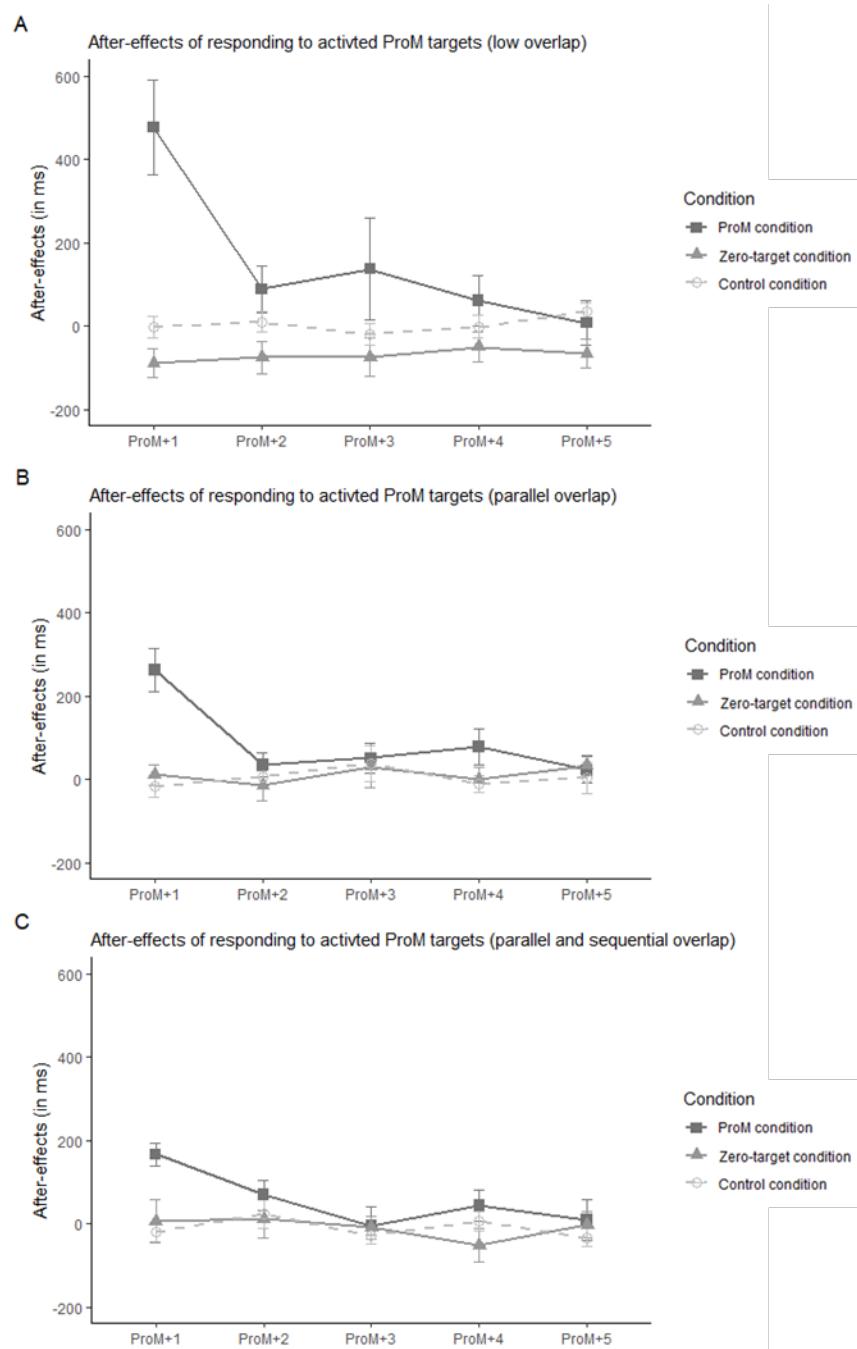 A
After-effects of responding to activted ProM targets (low overlap)
600
400
200
0
-200
After-effects (in ms)
ProM+1
ProM+2
ProM+3
ProM+4
ProM+5
Condition
ProM condition
Zero-target condition
Control condition
B
After-effects of responding to activted ProM targets (parallel overlap)
600
400
200
0
-200
After-effects (in ms)
ProM+1
ProM+2
ProM+3
ProM+4
ProM+5
Condition
ProM condition
Zero-target condition
Control condition
C
After-effects of responding to activted ProM targets (parallel and sequential overlap)
600
400
200
0
-200
After-effects (in ms)
ProM+1
ProM+2
ProM+3
ProM+4
ProM+5
Condition
ProM condition
Zero-target condition
Control condition